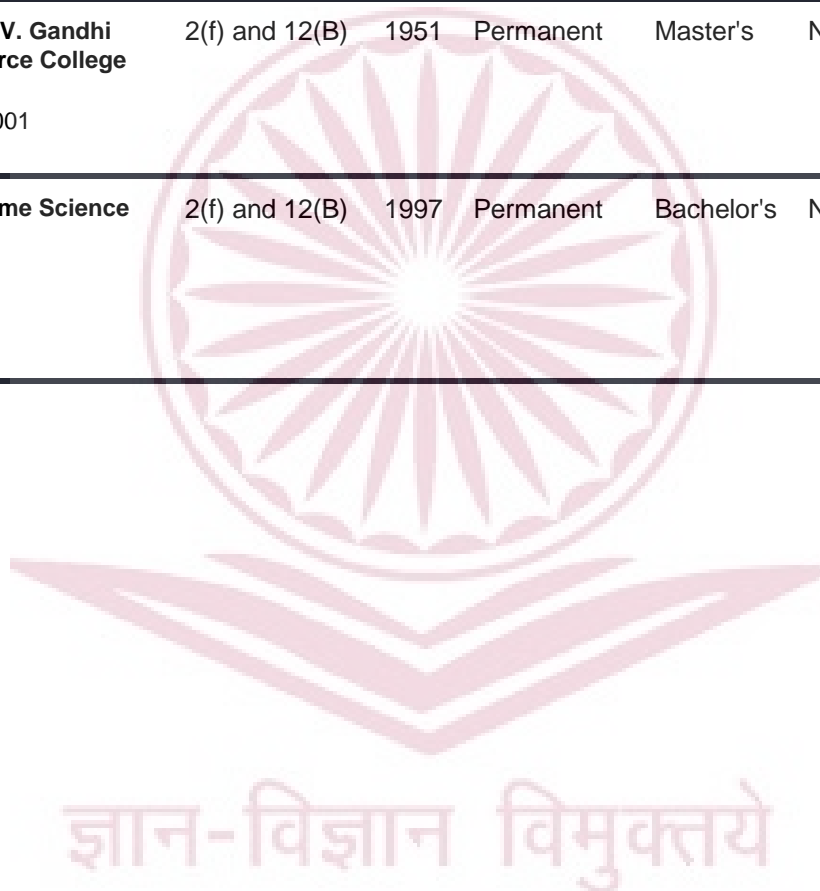 V. Gandhi 2(f) and 12(B) 1951 Permanent Master's N
rce College
001
me Science 2(f) and 12(B) 1997 Permanent Bachelor's N
ज्ञान-विज्ञान विमुक्तये